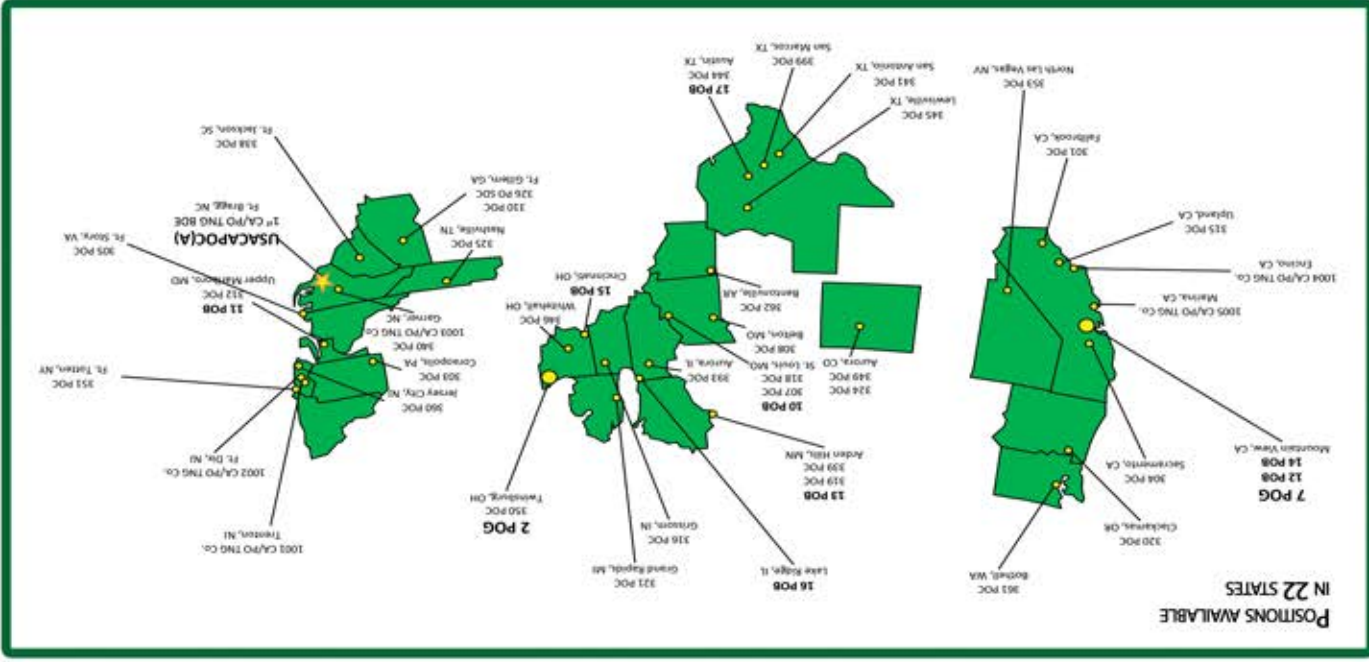 POSITIONS AVAILABLE
IN 22 STATES
361 POC
Bothell, WA
320 POC
Clackamas, OR
7 POG
12 POB
14 POB
Mountain View, CA
304 POC
Sacramento, CA
1005 CA/PO TNG Co.
Marina, CA
1004 CA/PO TNG Co.
Encino, CA
315 POC
Upland, CA
301 POC
Fallbrook, CA
353 POC
North Las Vegas, NV
16 POB
Lake Ridge, IL
321 POC
Grand Rapids, MI
316 POC
Grissom, IN
2 POG
350 POC
Twinsburg, OH
13 POB
319 POC
339 POC
Arden Hills, MN
10 POB
307 POC
318 POC
St. Louis, MO
393 POC
Aurora, IL
324 POC
349 POC
Aurora, CO
308 POC
Belton, MO
362 POC
Bentonville, AR
346 POC
Whitehall, OH
15 POB
Cincinnati, OH
345 POC
Lewisville, TX
341 POC
San Antonio, TX
399 POC
San Marcos, TX
17 POB
344 POC
Austin, TX
1001 CA/PO TNG Co.
Trenton, NJ
1002 CA/PO TNG Co.
Ft. Dix, NJ
360 POC
Jersey City, NJ
351 POC
Ft. Totten, NY
303 POC
Coraopolis, PA
340 POC
1003 CA/PO TNG Co.
Garner, NC
11 POB
312 POC
Upper Marlboro, MD
305 POC
Ft. Story, VA
325 POC
Nashville, TN
USACAPOC(A)
1st CA/PO TNG BDE
Ft. Bragg, NC
310 POC
326 PO SDC
Ft. Gillem, GA
338 POC
Ft. Jackson, SC